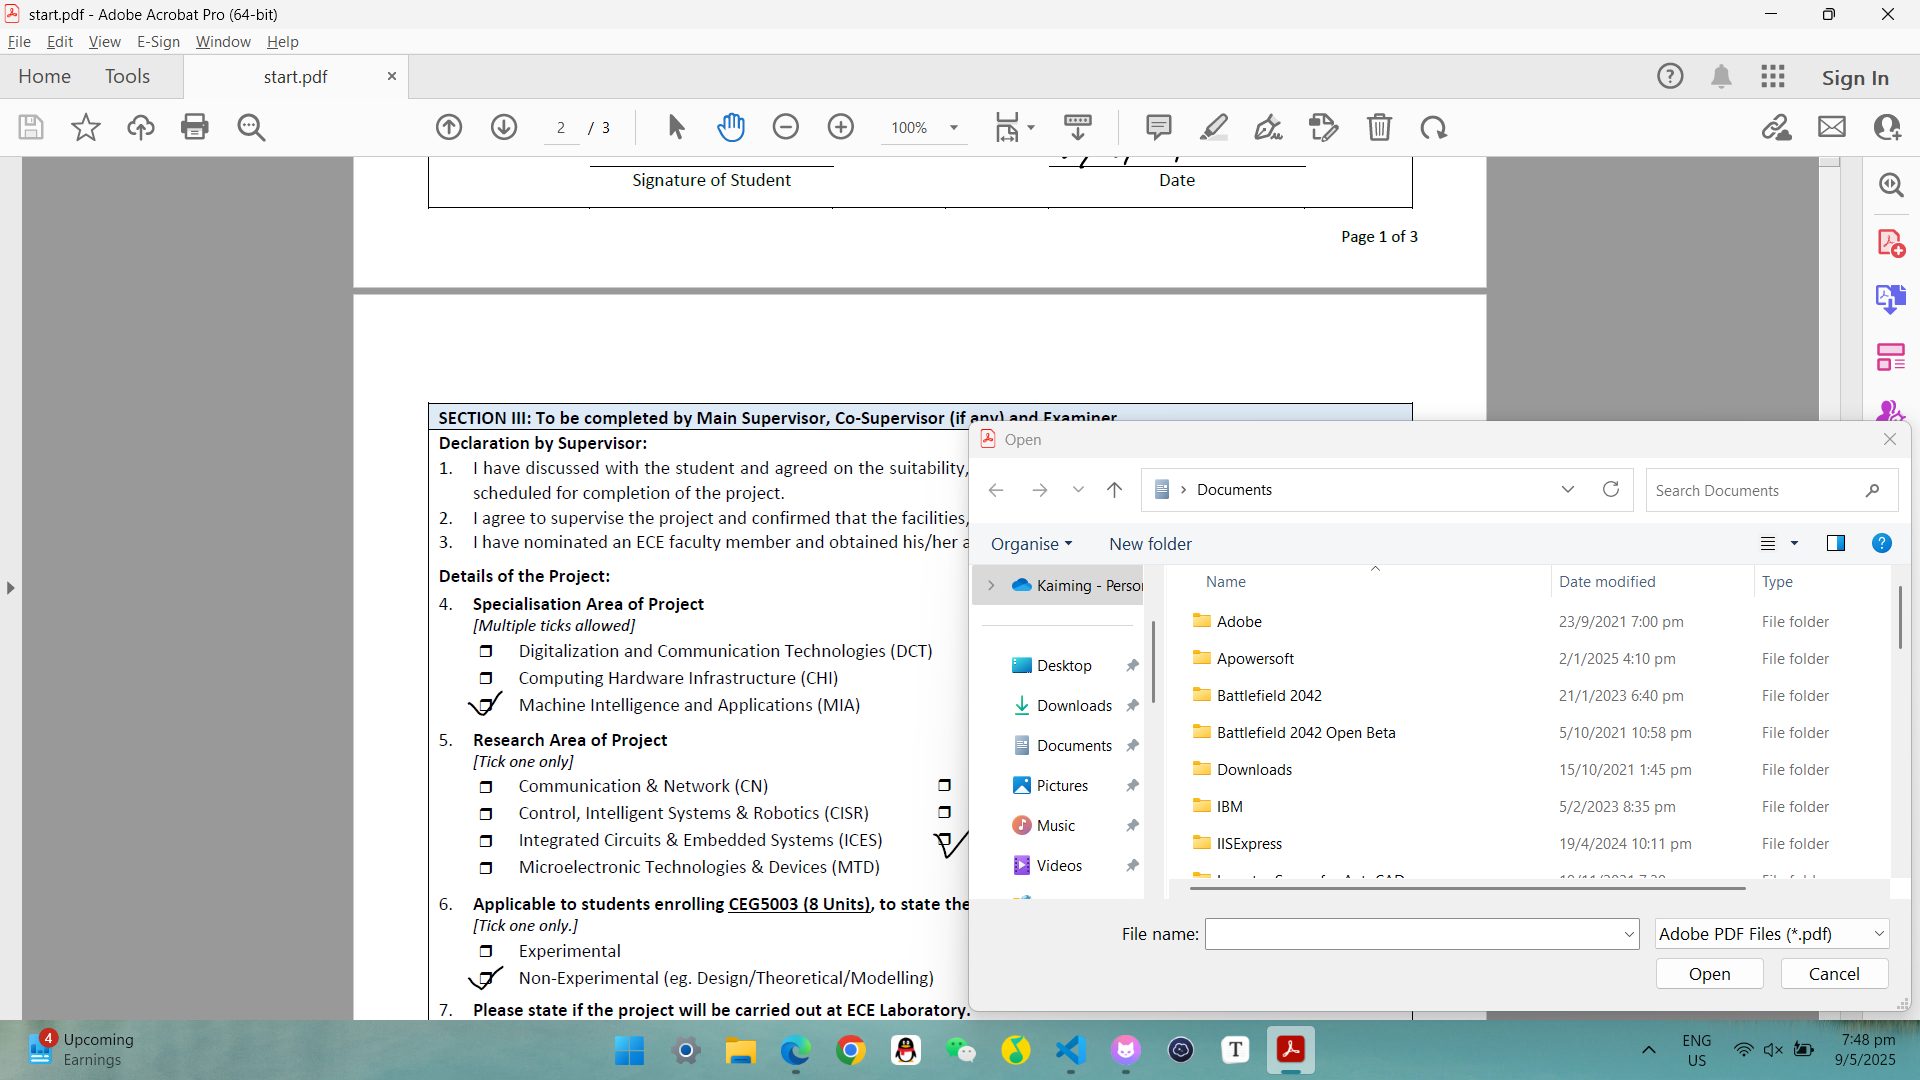 start.pdf - Adobe Acrobat Pro (64-bit)
File Edit View E-Sign Window Help
Home Tools start.pdf Sign In
2 / 3 100%
Signature of Student Date
Page 1 of 3
SECTION III: To be completed by Main Supervisor, Co-Supervisor (if any) and Examiner
Declaration by Supervisor:
1. I have discussed with the student and agreed on the suitability,
scheduled for completion of the project.
2. I agree to supervise the project and confirmed that the facilities,
3. I have nominated an ECE faculty member and obtained his/her a
Details of the Project:
4. Specialisation Area of Project
[Multiple ticks allowed]
Digitalization and Communication Technologies (DCT)
Computing Hardware Infrastructure (CHI)
Machine Intelligence and Applications (MIA)
5. Research Area of Project
[Tick one only]
Communication & Network (CN)
Control, Intelligent Systems & Robotics (CISR)
Integrated Circuits & Embedded Systems (ICES)
Microelectronic Technologies & Devices (MTD)
6. Applicable to students enrolling CEG5003 (8 Units), to state the
[Tick one only.]
Experimental
Non-Experimental (eg. Design/Theoretical/Modelling)
7. Please state if the project will be carried out at ECE Laboratory.
Open
Documents
Search Documents
Organise New folder
Kaiming - Perso
Desktop
Downloads
Documents
Pictures
Music
Videos
Name Date modified Type
Adobe 23/9/2021 7:00 pm File folder
Apowersoft 2/1/2025 4:10 pm File folder
Battlefield 2042 21/1/2023 6:40 pm File folder
Battlefield 2042 Open Beta 5/10/2021 10:58 pm File folder
Downloads 15/10/2021 1:45 pm File folder
IBM 5/2/2023 8:35 pm File folder
IISExpress 19/4/2024 10:11 pm File folder
File name: Adobe PDF Files (*.pdf)
Open Cancel
4 Upcoming
Earnings
ENG
US
7:48 pm
9/5/2025